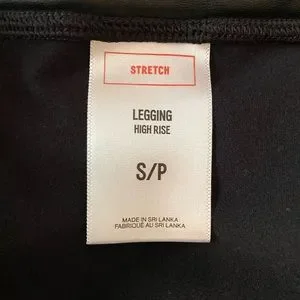 STRETCH
LEGGING
HIGH RISE
S/P
MADE IN SRI LANKA
FABRIQUÉ AU SRI LANKA